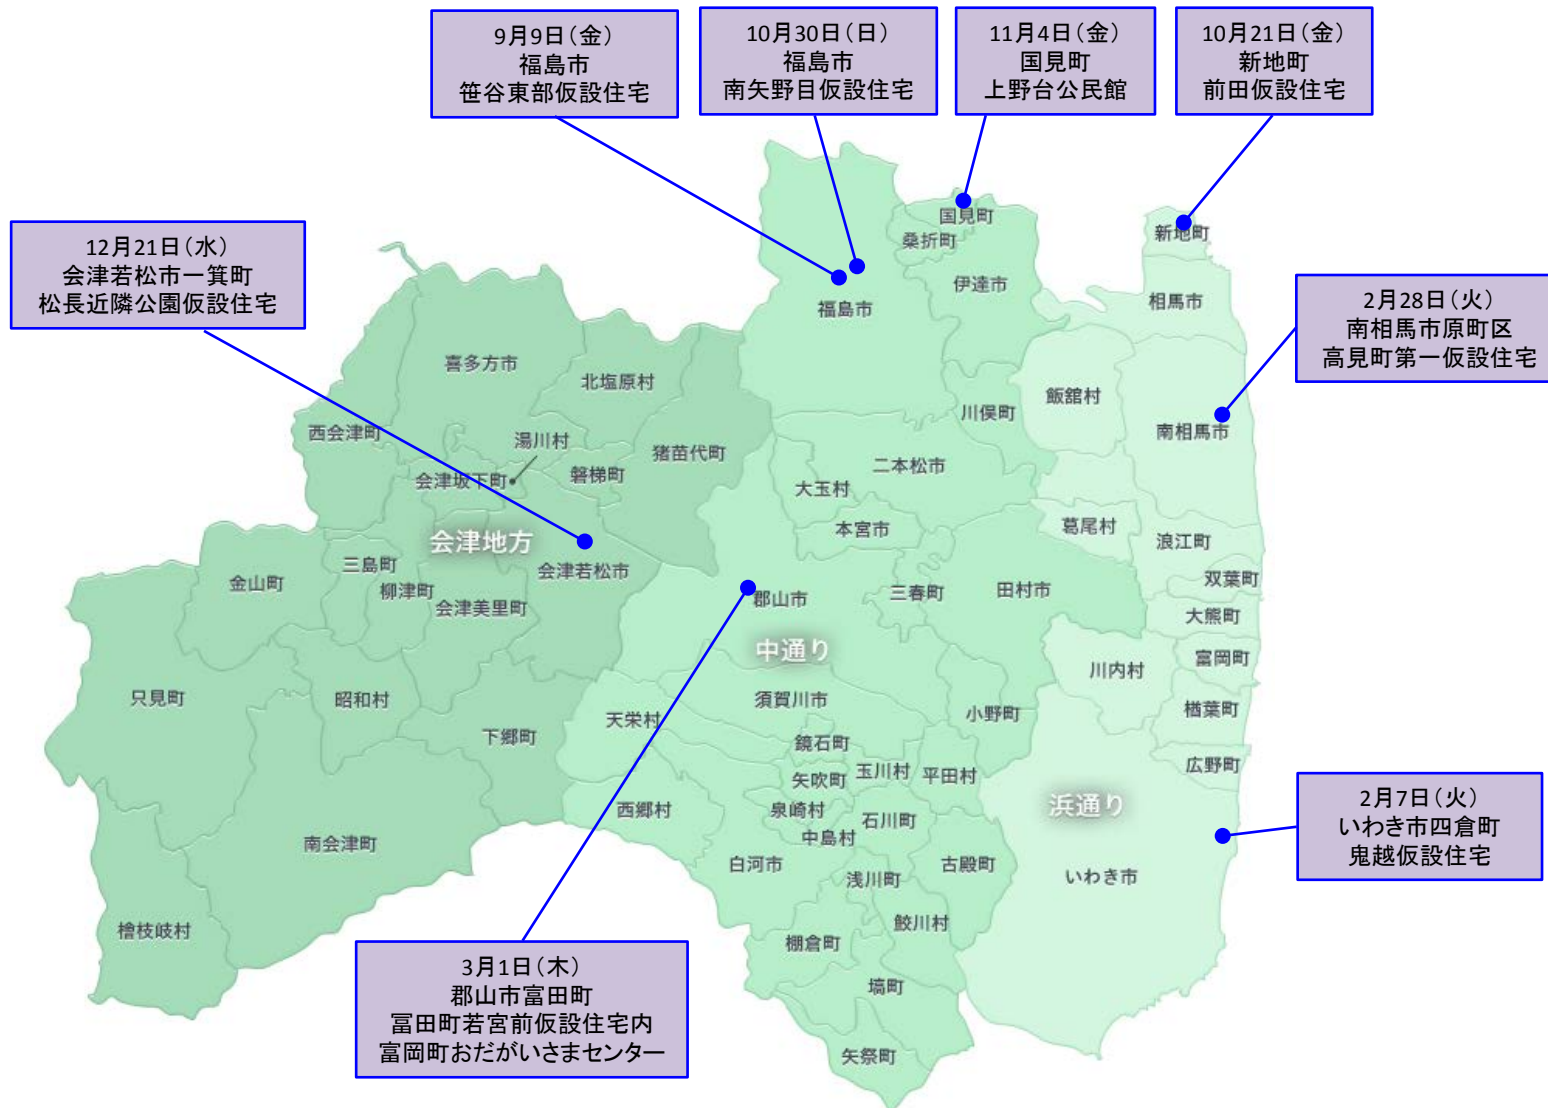 9月9日(金)
福島市
笹谷東部仮設住宅
10月30日(日)
福島市
南矢野目仮設住宅
11月4日(金)
国見町
上野台公民館
10月21日(金)
新地町
前田仮設住宅
12月21日(水)
会津若松市一箕町
松長近隣公園仮設住宅
2月28日(火)
南相馬市原町区
高見町第一仮設住宅
2月7日(火)
いわき市四倉町
鬼越仮設住宅
3月1日(木)
郡山市富田町
冨田町若宮前仮設住宅内
富岡町おだがいさまセンター
国見町
桑折町
新地町
伊達市
相馬市
福島市
喜多方市
北塩原村
飯舘村
川俣町
南相馬市
西会津町
湯川村
猪苗代町
二本松市
会津坂下町
磐梯町
大玉村
本宮市
葛尾村
浪江町
会津地方
三島町
会津若松市
金山町
柳津町
会津美里町
郡山市
三春町
田村市
双葉町
大熊町
中通り
川内村
富岡町
只見町
昭和村
須賀川市
天栄村
小野町
楢葉町
下郷町
鏡石町
矢吹町
玉川村
平田村
広野町
浜通り
西郷村
泉崎村
中島村
石川町
南会津町
白河市
浅川町
古殿町
いわき市
檜枝岐村
棚倉町
鮫川村
塙町
矢祭町